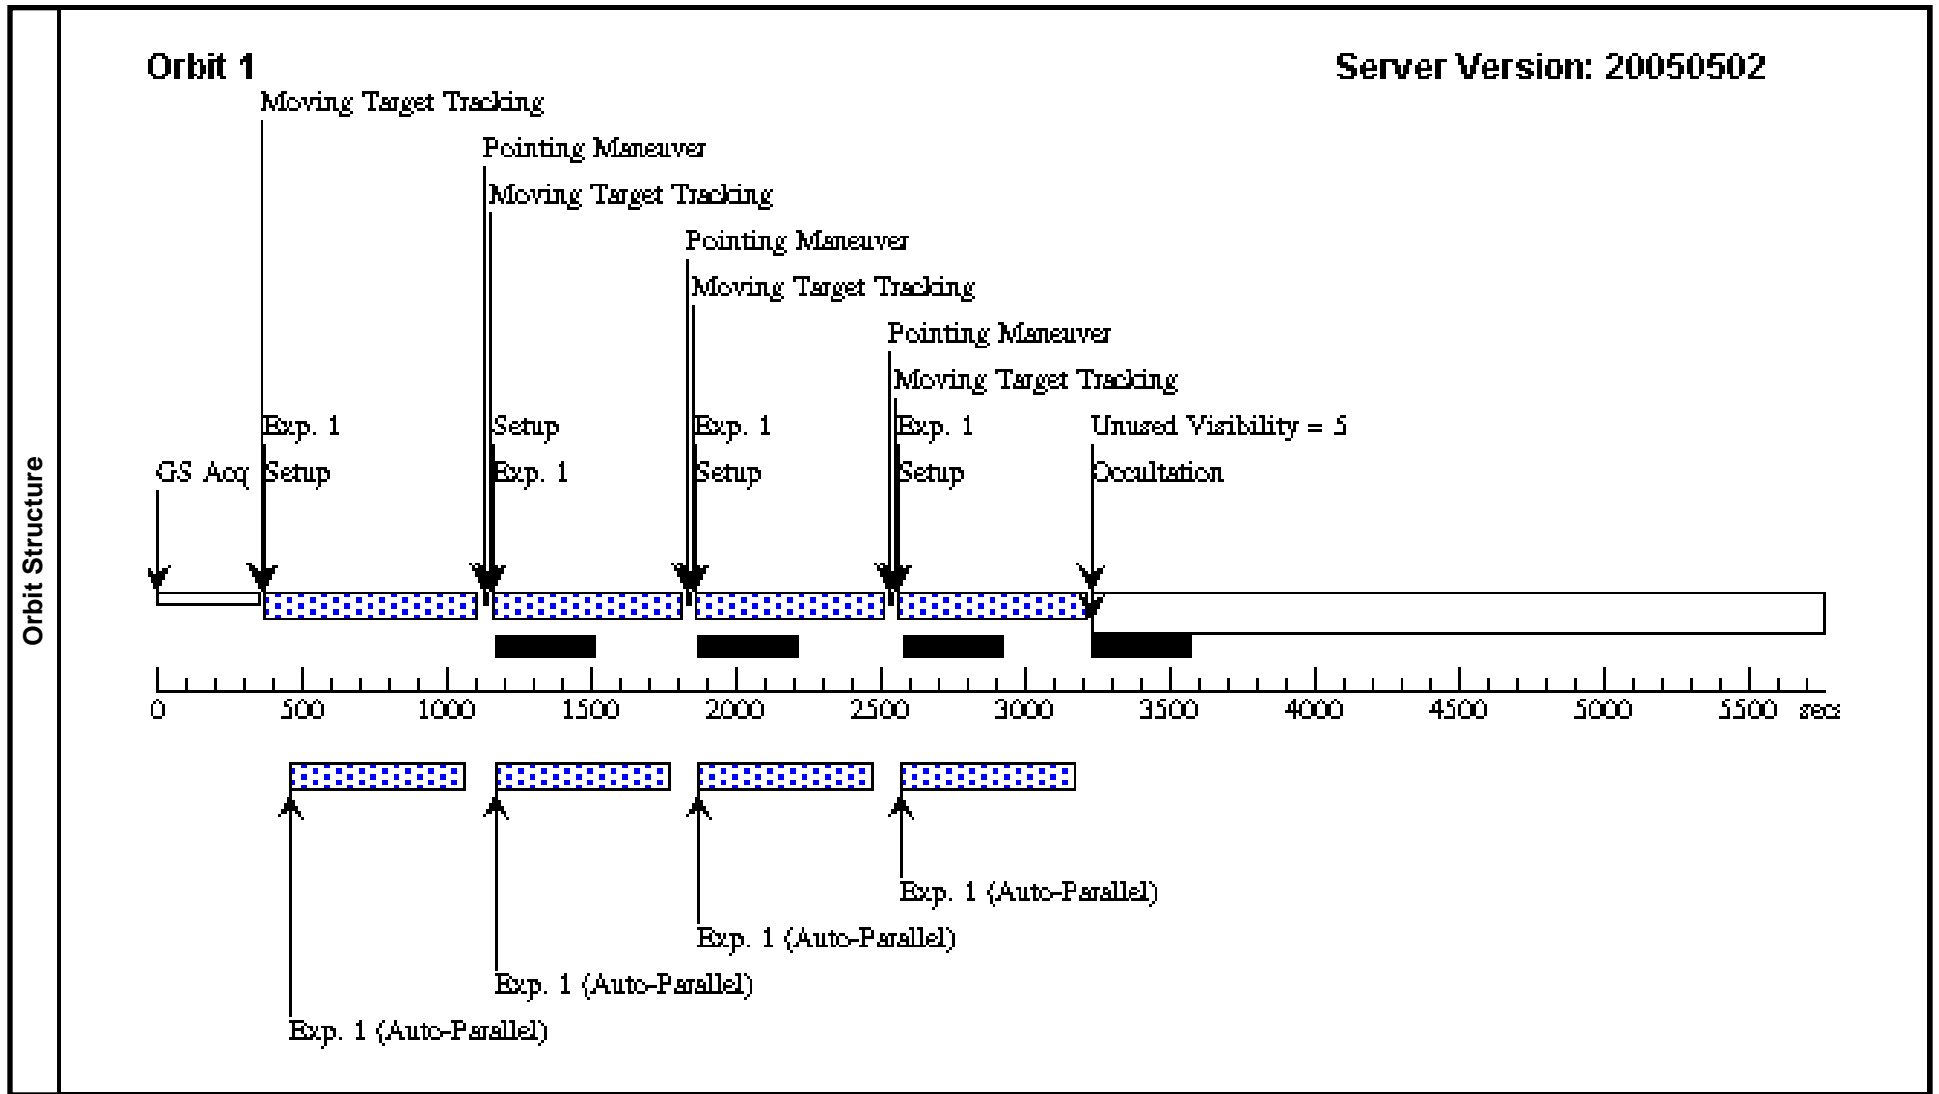 Orbit 1 Server Version: 20050502
Moving Target Tracking
Pointing Maneuver
Moving Target Tracking
Pointing Maneuver
Moving Target Tracking
Pointing Maneuver
Moving Target Tracking
Exp. 1 Setup Exp. 1 Exp. 1 Unused Visibility = 5
GS Acq Setup Exp. 1 Setup Setup Occultation
Orbit Structure
0 500 1000 1500 2000 2500 3000 3500 4000 4500 5000 5500 secs
Exp. 1 (Auto-Parallel)
Exp. 1 (Auto-Parallel)
Exp. 1 (Auto-Parallel)
Exp. 1 (Auto-Parallel)